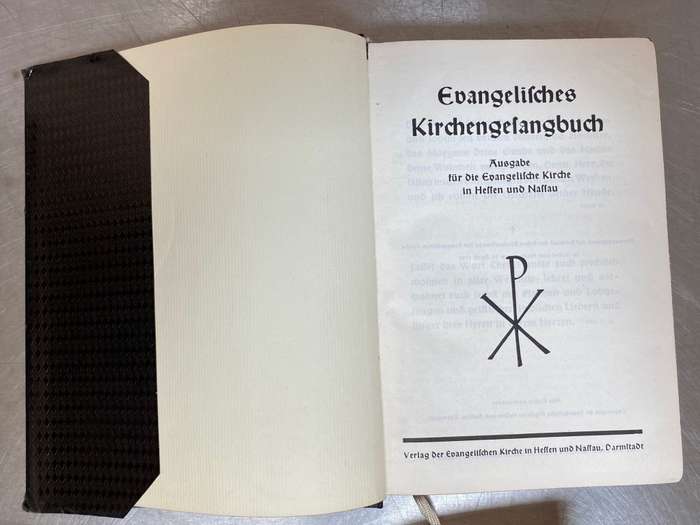 Evangeliſches
Kirchengeſangbuch
Ausgabe
für die Evangeliſche Kirche
in Heſſen und Naſſau
Verlag der Evangeliſchen Kirche in Heſſen und Naſſau, Darmſtadt